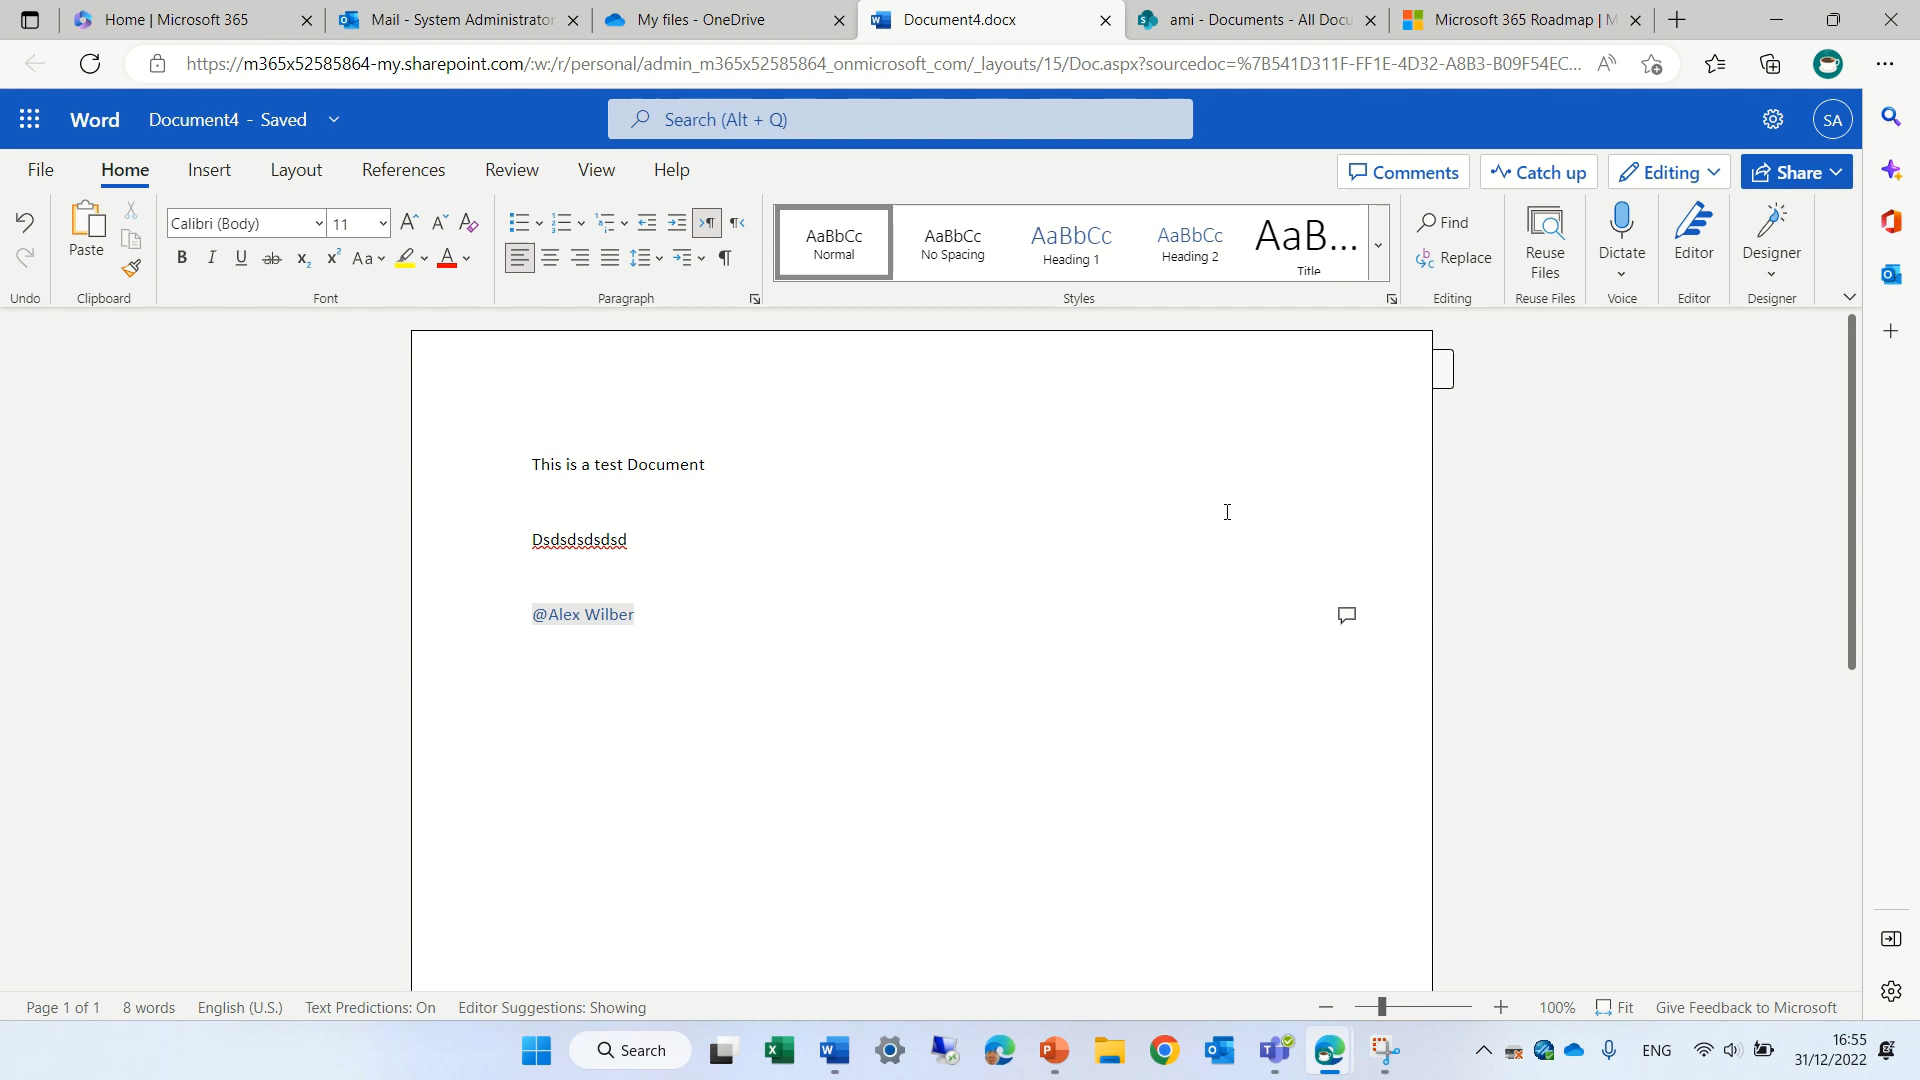 Home | Microsoft 365
Mail - System Administrator
My files - OneDrive
Document4.docx
ami - Documents - All Docu
Microsoft 365 Roadmap | M
https://m365x52585864-my.sharepoint.com/:w:/r/personal/admin_m365x52585864_onmicrosoft_com/_layouts/15/Doc.aspx?sourcedoc=%7B541D311F-FF1E-4D32-A8B3-B09F54EC...
Word
Document4 - Saved
Search (Alt + Q)
SA
File
Home
Insert
Layout
References
Review
View
Help
Comments
Catch up
Editing
Share
Paste
Calibri (Body)
11
AaBbCc
Normal
AaBbCc
No Spacing
AaBbCc
Heading 1
AaBbCc
Heading 2
AaB...
Title
Find
Replace
Reuse
Files
Dictate
Editor
Designer
Undo
Clipboard
Font
Paragraph
Styles
Editing
Reuse Files
Voice
Editor
Designer
This is a test Document
Dsdsdsdsdsd
@Alex Wilber
Page 1 of 1
8 words
English (U.S.)
Text Predictions: On
Editor Suggestions: Showing
100%
Fit
Give Feedback to Microsoft
Search
ENG
16:55
31/12/2022